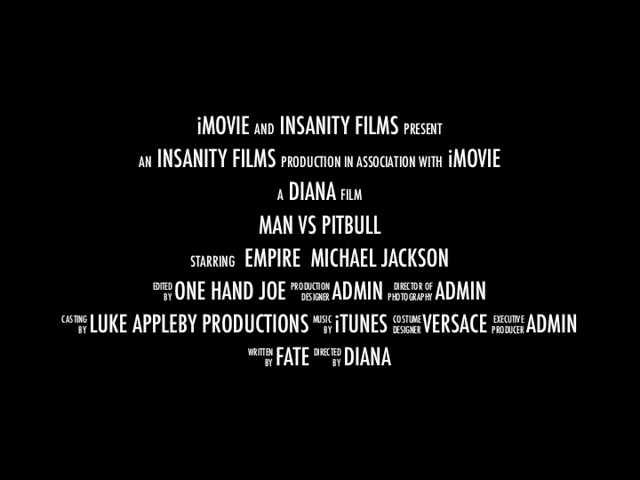 iMOVIE AND INSANITY FILMS PRESENT
AN INSANITY FILMS PRODUCTION IN ASSOCIATION WITH iMOVIE
A DIANA FILM
MAN VS PITBULL
STARRING EMPIRE MICHAEL JACKSON
EDITED BY ONE HAND JOE PRODUCTION DESIGNER ADMIN DIRECTOR OF PHOTOGRAPHY ADMIN
CASTING BY LUKE APPLEBY PRODUCTIONS MUSIC BY iTUNES COSTUME DESIGNER VERSACE EXECUTIVE PRODUCER ADMIN
WRITTEN BY FATE DIRECTED BY DIANA